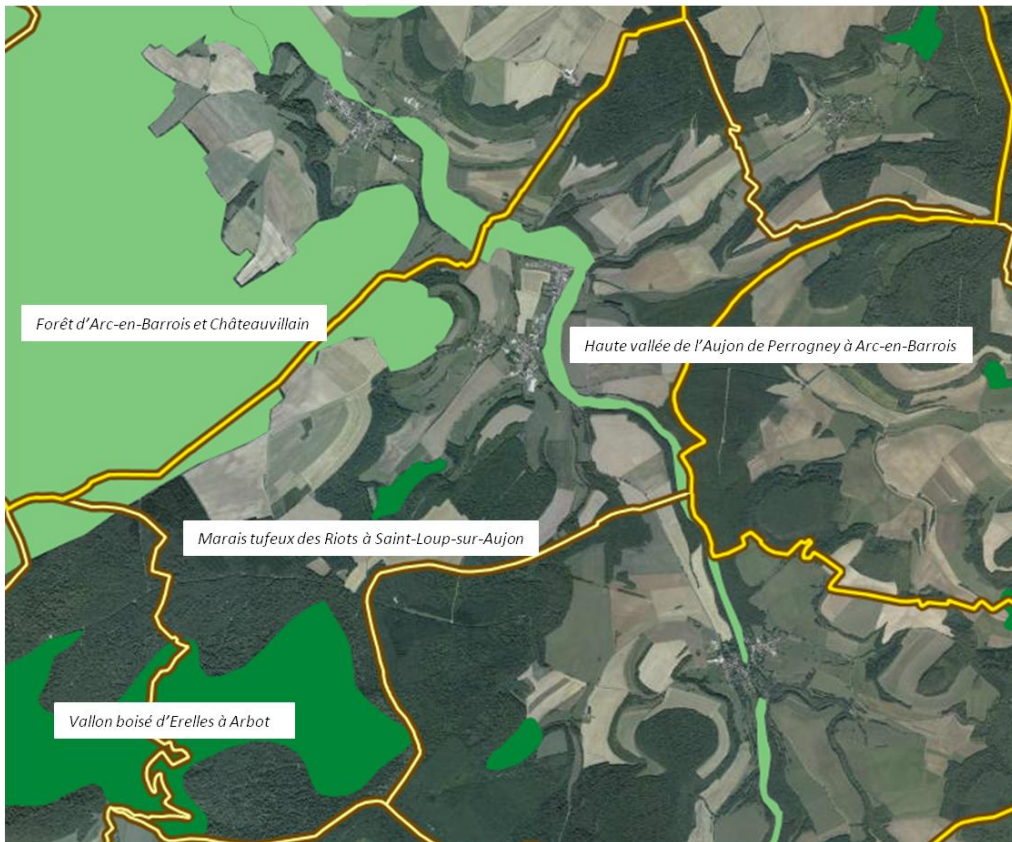 Forêt d'Arc-en-Barrois et Châteauvillain
Haute vallée de l'Aujon de Perrogney à Arc-en-Barrois
Marais tufeux des Riots à Saint-Loup-sur-Aujon
Vallon boisé d'Erelles à Arbot